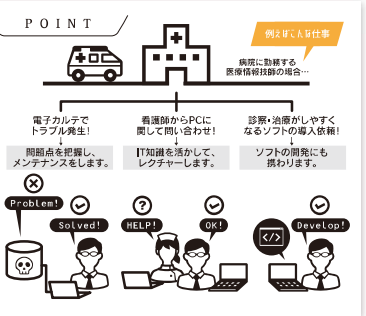 POINT
例えばこんな仕事
病院に勤務する
医療情報技師の場合…
電子カルテで
トラブル発生!
↓
問題点を把握し、
メンテナンスをします。
看護師からPCに
関して問い合わせ!
↓
IT知識を活かして、
レクチャーします。
診察・治療がしやすく
なるソフトの導入依頼!
↓
ソフトの開発にも
携わります。
Problem!
Solved!
HELP!
OK!
</>
Develop!